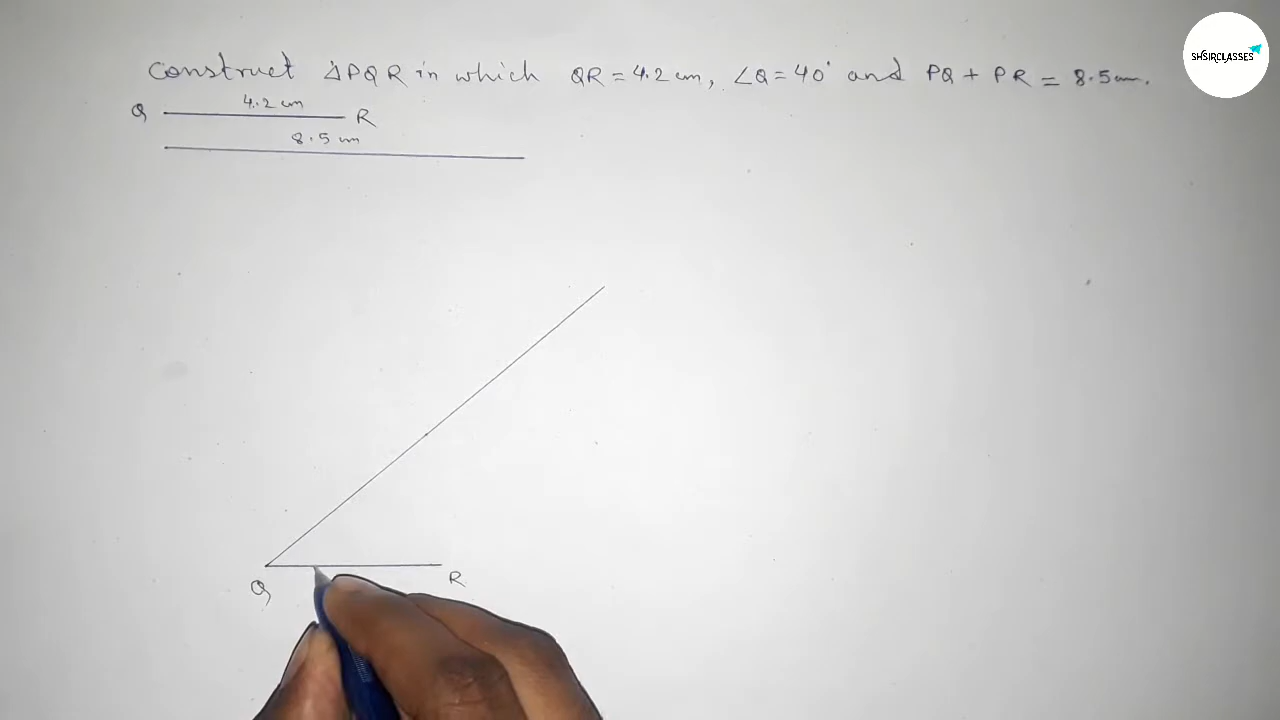 SHSIRCLASSES
Construct △PQR in which QR = 4.2 cm, ∠Q = 40° and PQ + PR = 8.5 cm.
Q 4.2 cm R
8.5 cm
Q R